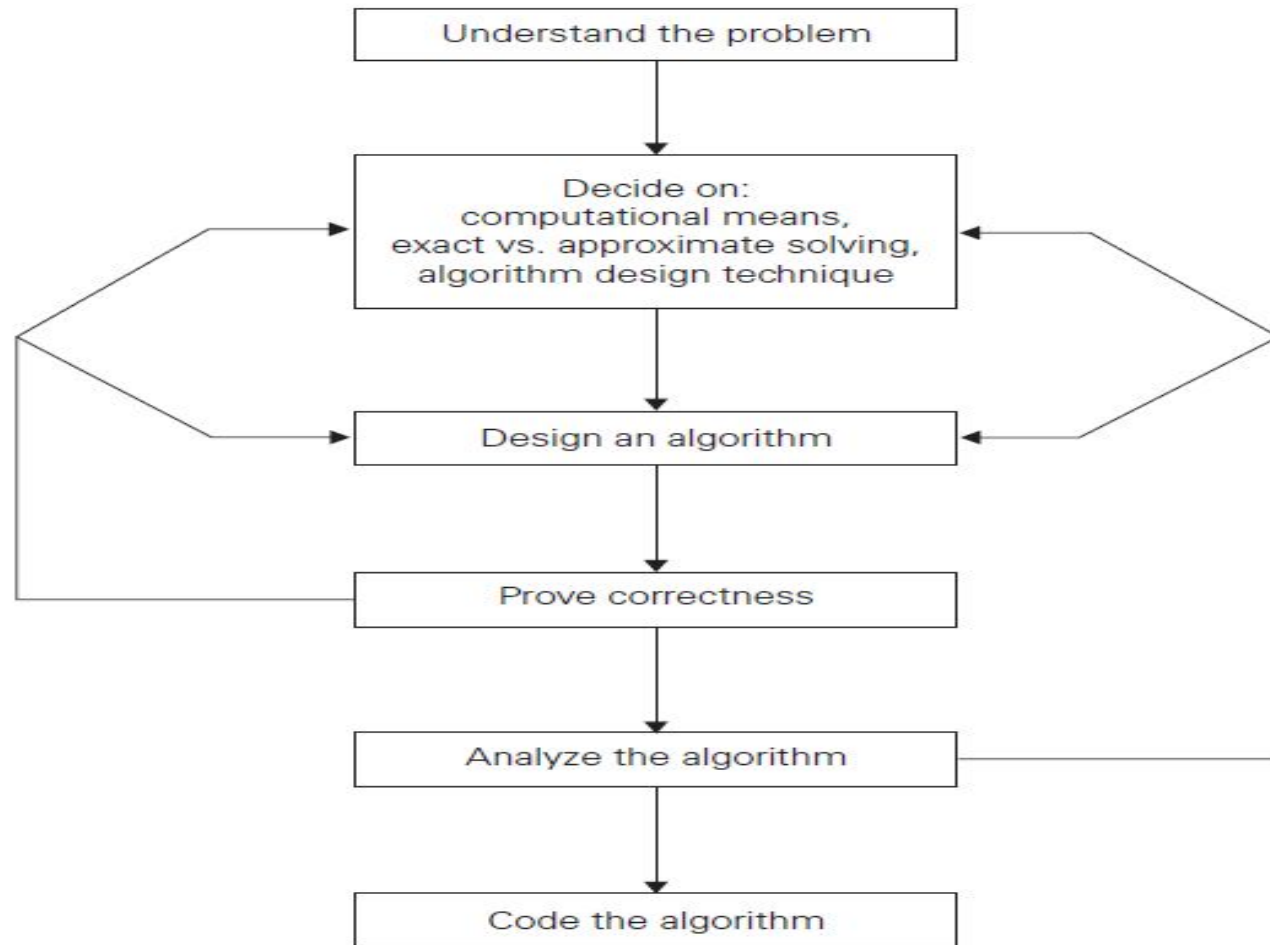 Understand the problem
Decide on:
computational means,
exact vs. approximate solving,
algorithm design technique
Design an algorithm
Prove correctness
Analyze the algorithm
Code the algorithm